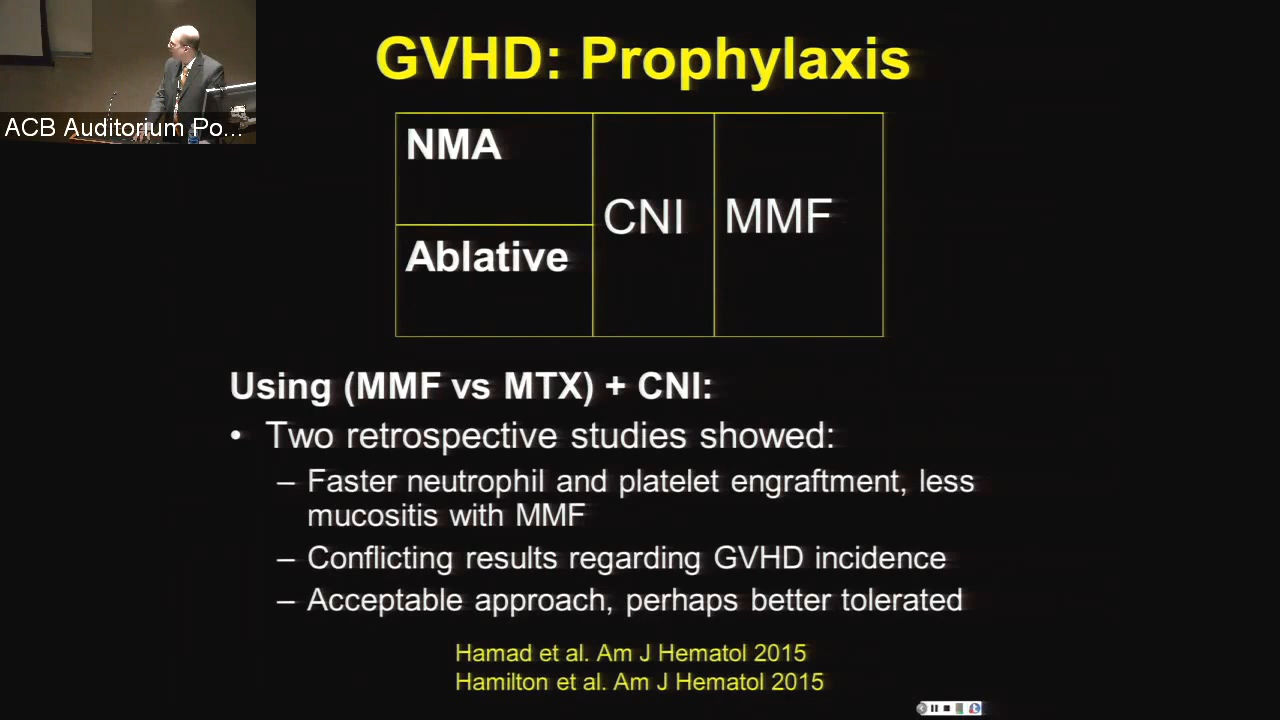 GVHD: Prophylaxis
ACB Auditorium Po...
NMA
CNI
MMF
Ablative
Using (MMF vs MTX) + CNI:
• Two retrospective studies showed:
– Faster neutrophil and platelet engraftment, less
mucositis with MMF
– Conflicting results regarding GVHD incidence
– Acceptable approach, perhaps better tolerated
Hamad et al. Am J Hematol 2015
Hamilton et al. Am J Hematol 2015